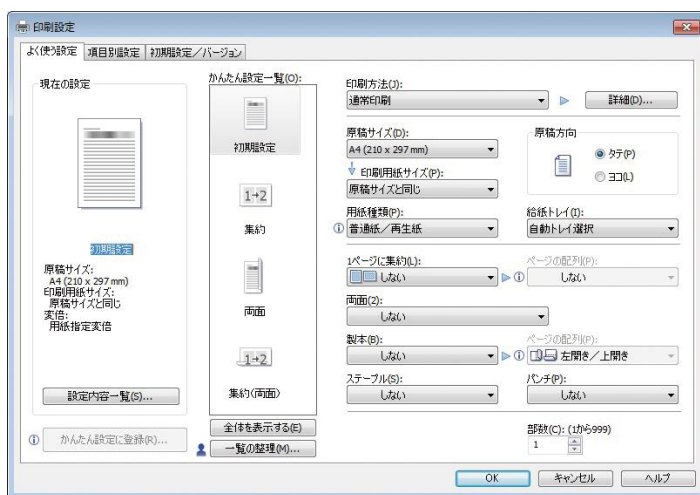 印刷設定
よく使う設定 項目別設定 初期設定／バージョン
現在の設定
初期設定
原稿サイズ:
A4 (210 x 297 mm)
印刷用紙サイズ:
原稿サイズと同じ
変倍:
用紙指定変倍
設定内容一覧(S)...
かんたん設定に登録(R)...
かんたん設定一覧(O):
初期設定
1→2
集約
両面
1→2
集約(両面)
全体を表示する(E)
一覧の整理(M)...
印刷方法(J):
通常印刷
詳細(D)...
原稿サイズ(D):
A4 (210 x 297 mm)
印刷用紙サイズ(P):
原稿サイズと同じ
原稿方向
タテ(P)
ヨコ(L)
用紙種類(P):
普通紙／再生紙
給紙トレイ(I):
自動トレイ選択
1ページに集約(L):
しない
ページの配列(P):
しない
両面(2):
しない
製本(B):
しない
ページの配列(P):
左開き／上開き
ステープル(S):
しない
パンチ(P):
しない
部数(C): (1から999)
1
OK キャンセル ヘルプ